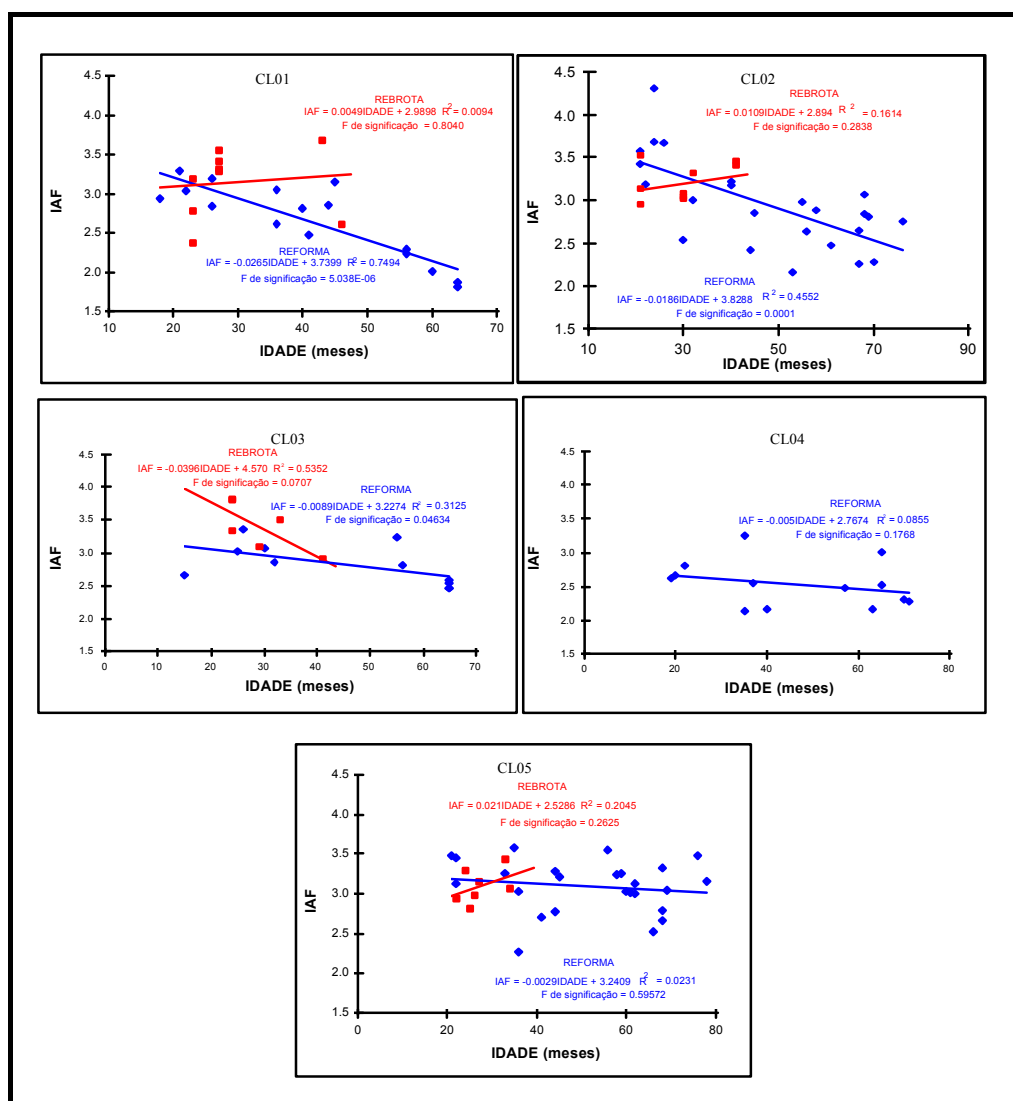 CL01
REBROTA
IAF = 0.0049IDADE + 2.9898 R2 = 0.0094
F de significação = 0.8040
REFORMA
IAF = -0.0265IDADE + 3.7399 R2 = 0.7494
F de significação = 5.038E-06
4.5
4.0
3.5
3.0
2.5
2.0
1.5
IAF
10 20 30 40 50 60 70
IDADE (meses)
CL02
REBROTA
IAF = 0.0109IDADE + 2.894 R 2 = 0.1614
F de significação = 0.2838
REFORMA
IAF = -0.0186IDADE + 3.8288 R 2 = 0.4552
F de significação = 0.0001
4.5
4.0
3.5
3.0
2.5
2.0
1.5
IAF
10 30 50 70 90
IDADE (meses)
CL03
REBROTA
IAF = -0.0396IDADE + 4.570 R2 = 0.5352
F de significação = 0.0707
REFORMA
IAF = -0.0089IDADE + 3.2274 R2 = 0.3125
F de significação = 0.04634
4.5
4.0
3.5
3.0
2.5
2.0
1.5
IAF
0 10 20 30 40 50 60 70
IDADE (meses)
CL04
REFORMA
IAF = -0.005IDADE + 2.7674 R2 = 0.0855
F de significação = 0.1768
4.5
4.0
3.5
3.0
2.5
2.0
1.5
IAF
0 20 40 60 80
IDADE (meses)
CL05
REBROTA
IAF = 0.021IDADE + 2.5286 R2 = 0.2045
F de significação = 0.2625
REFORMA
IAF = -0.0029IDADE + 3.2409 R2 = 0.0231
F de significação = 0.59572
4.5
4.0
3.5
3.0
2.5
2.0
1.5
IAF
0 20 40 60 80
IDADE (meses)